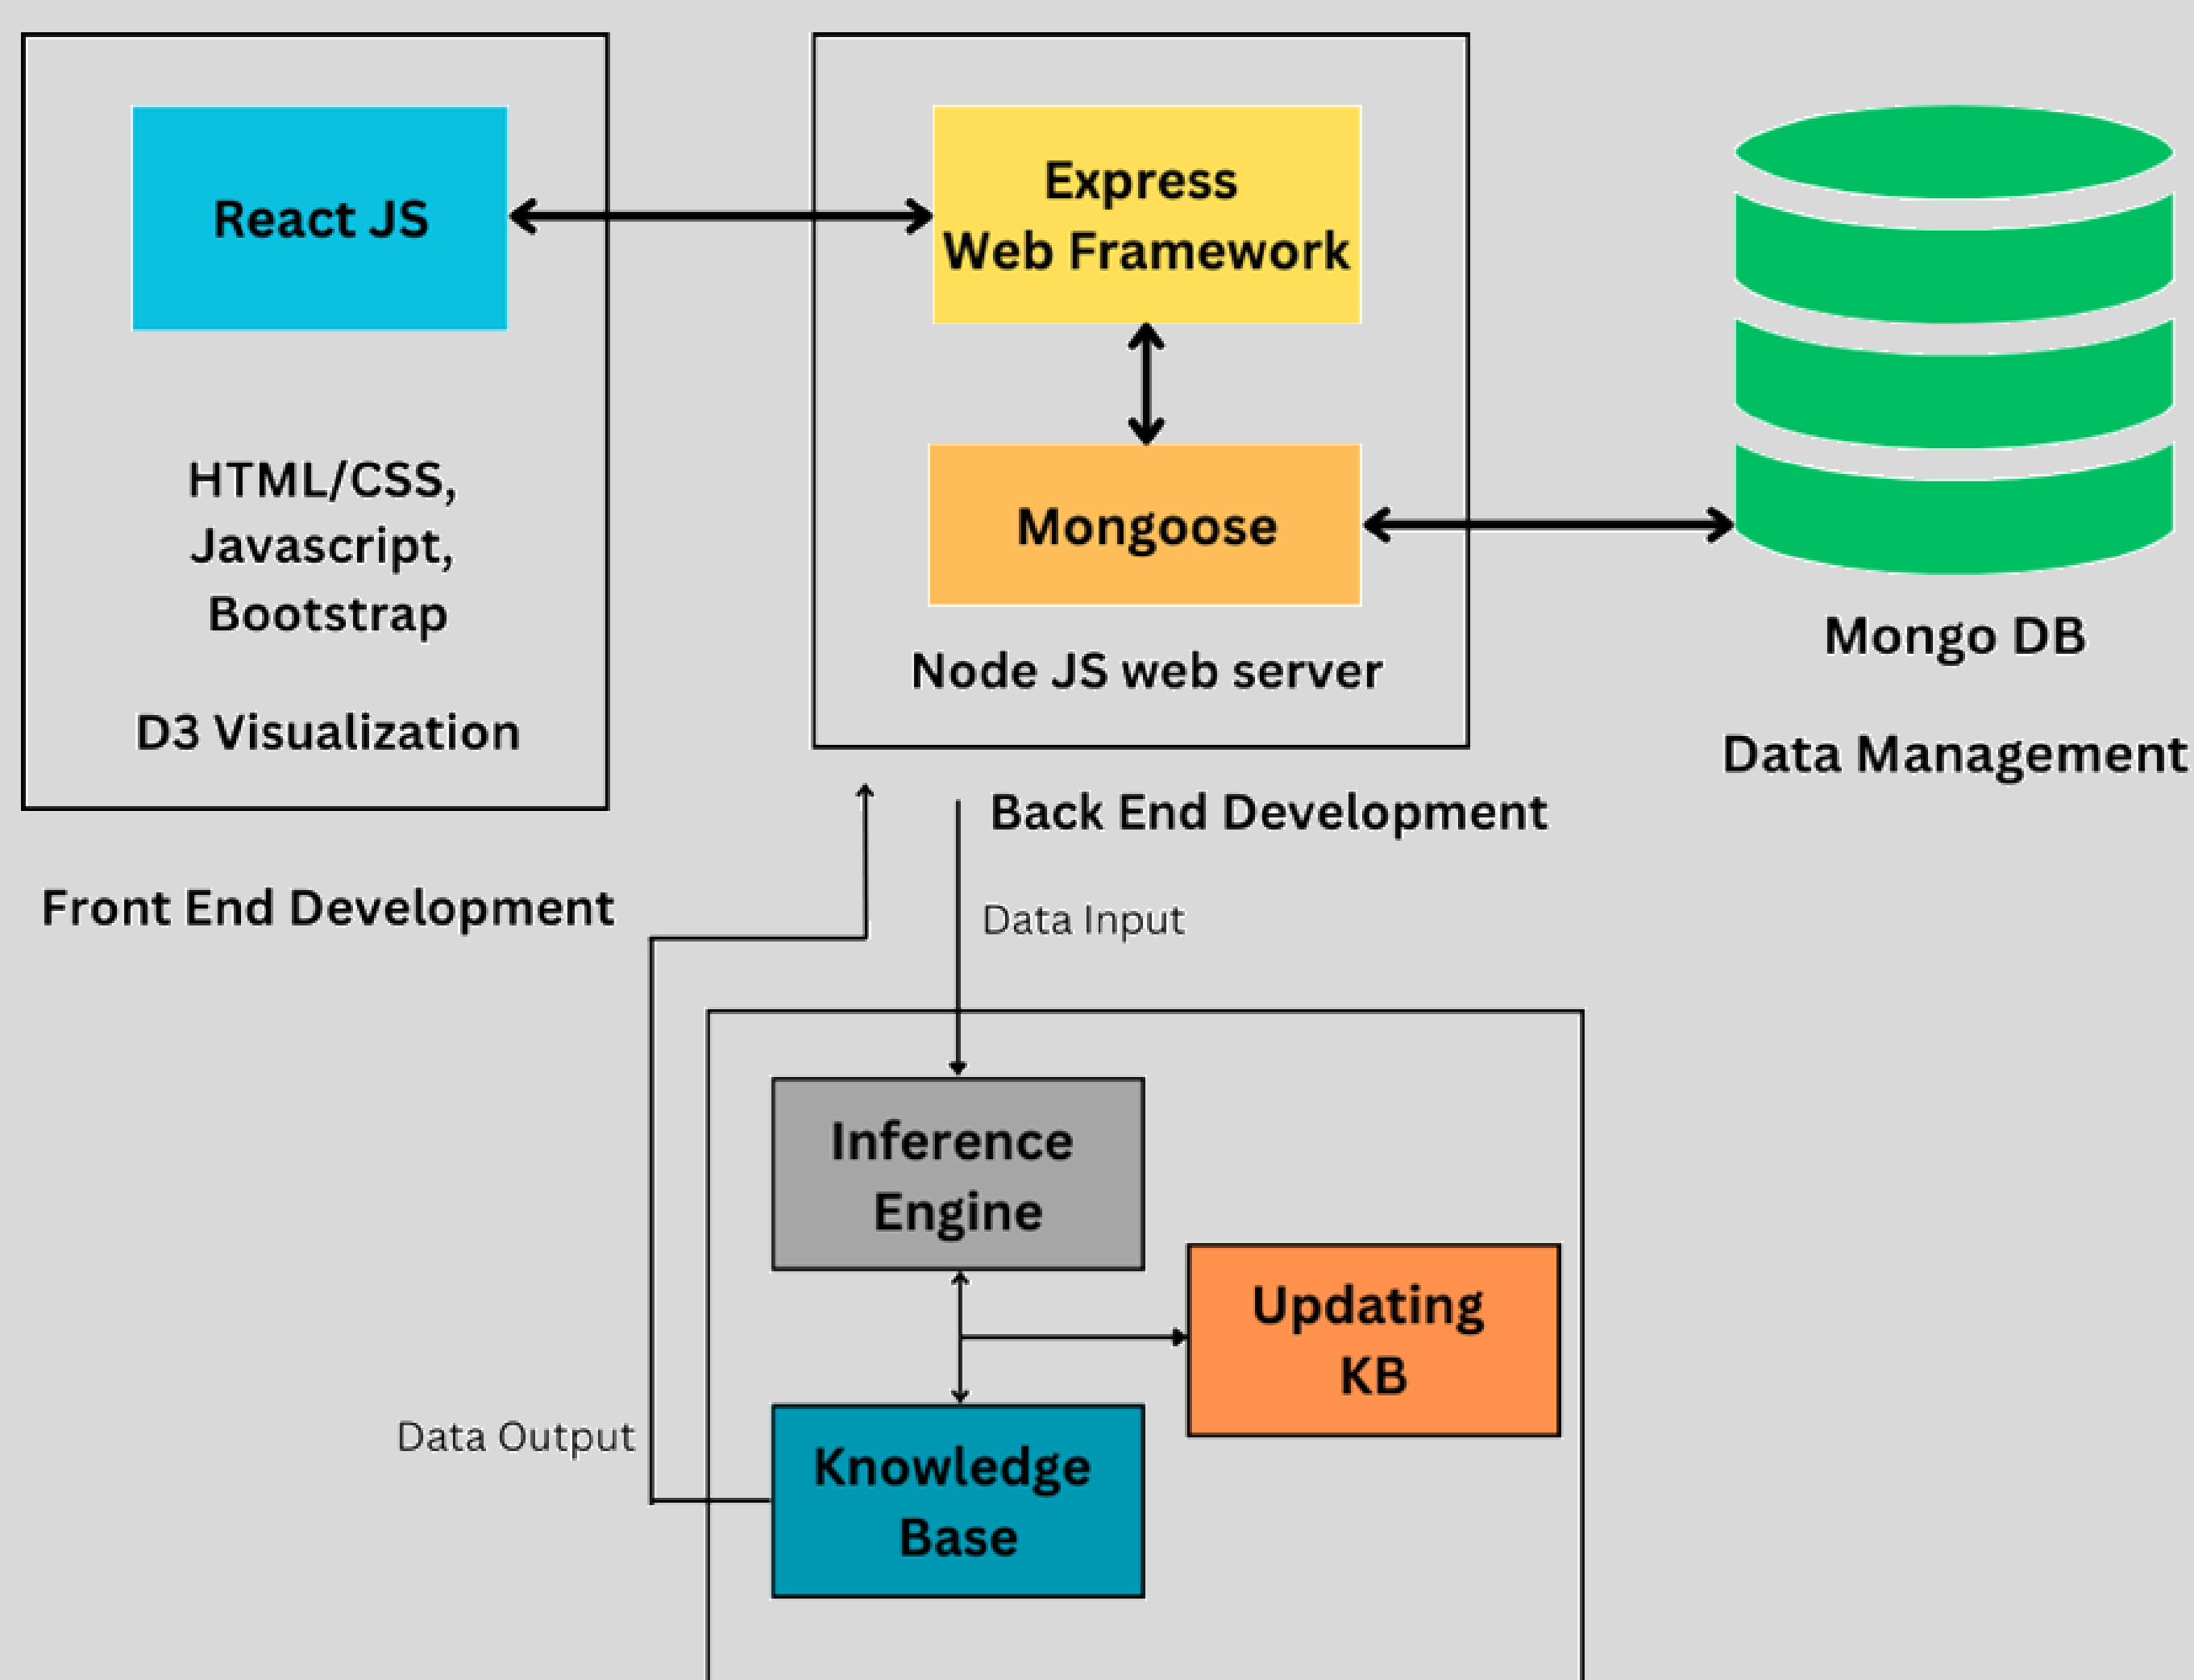 React JS
HTML/CSS,
Javascript,
Bootstrap
D3 Visualization
Front End Development
Express
Web Framework
Mongoose
Node JS web server
Back End Development
Mongo DB
Data Management
Data Input
Inference
Engine
Updating
KB
Knowledge
Base
Data Output